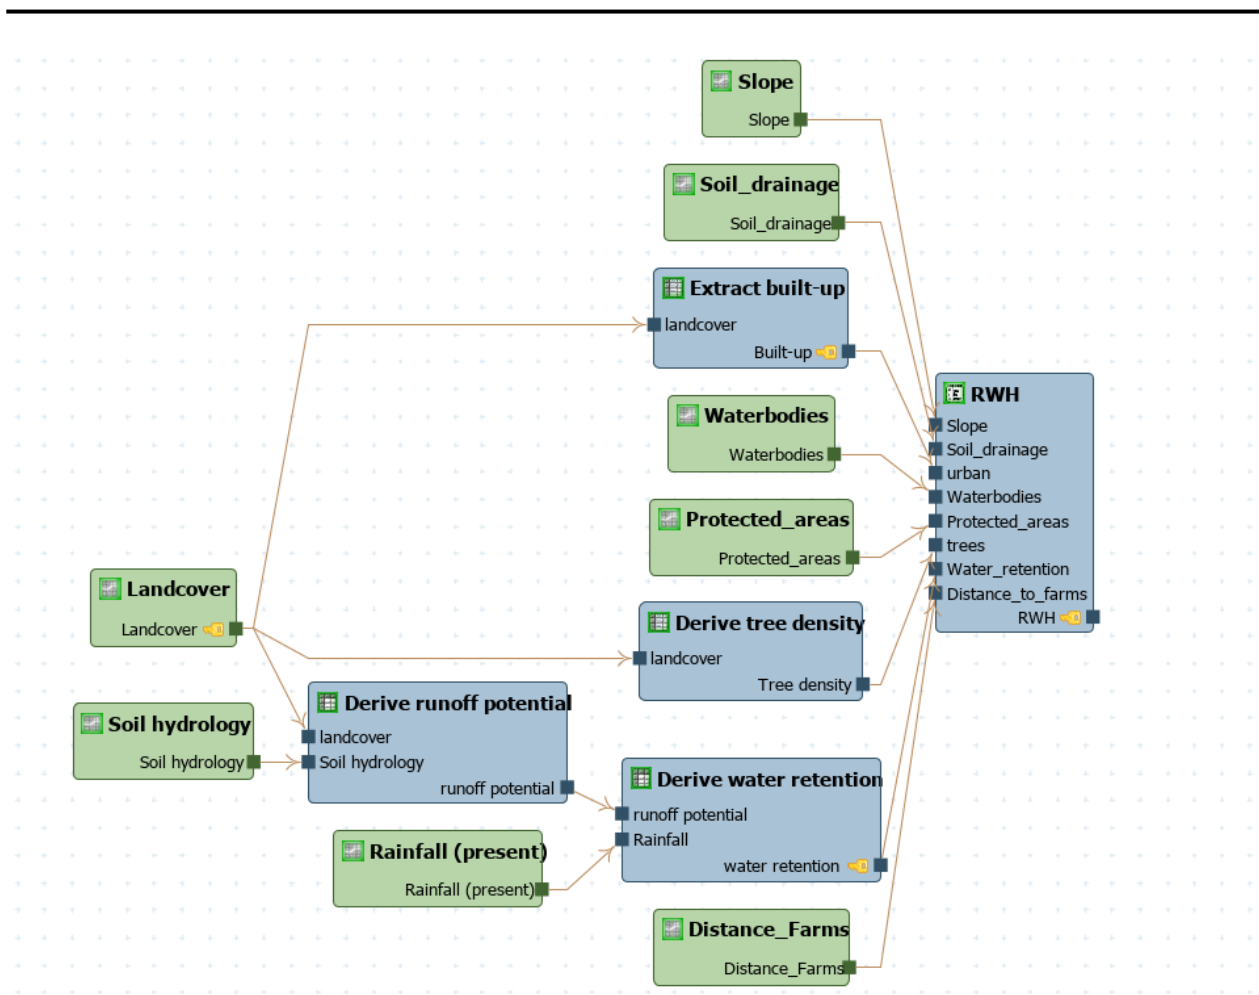 Slope
Slope
Soil_drainage
Soil_drainage
Extract built-up
landcover
Built-up
Waterbodies
Waterbodies
Protected_areas
Protected_areas
RWH
Slope
Soil_drainage
urban
Waterbodies
Protected_areas
trees
Water_retention
Distance_to_farms
RWH
Landcover
Landcover
Derive tree density
landcover
Tree density
Soil hydrology
Soil hydrology
Derive runoff potential
landcover
Soil hydrology
runoff potential
Derive water retention
runoff potential
Rainfall
water retention
Rainfall (present)
Rainfall (present)
Distance_Farms
Distance_Farms